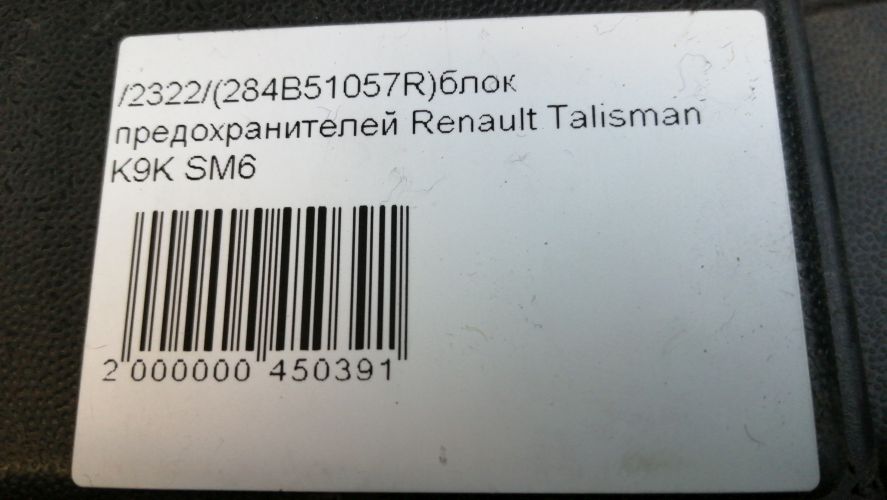 /2322/(284B51057R)блок
предохранителей Renault Talisman
K9K SM6
2 000000 450391